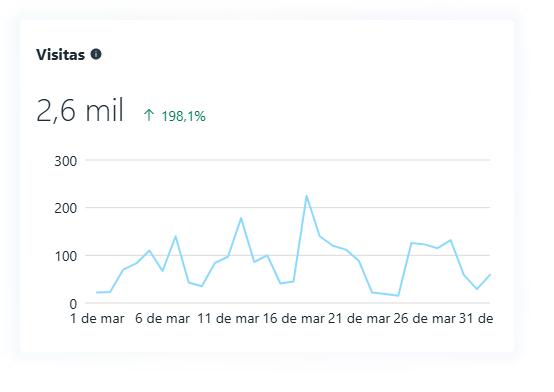 Visitas
2,6 mil ↑ 198,1%
300
200
100
0
1 de mar 6 de mar 11 de mar 16 de mar 21 de mar 26 de mar 31 de